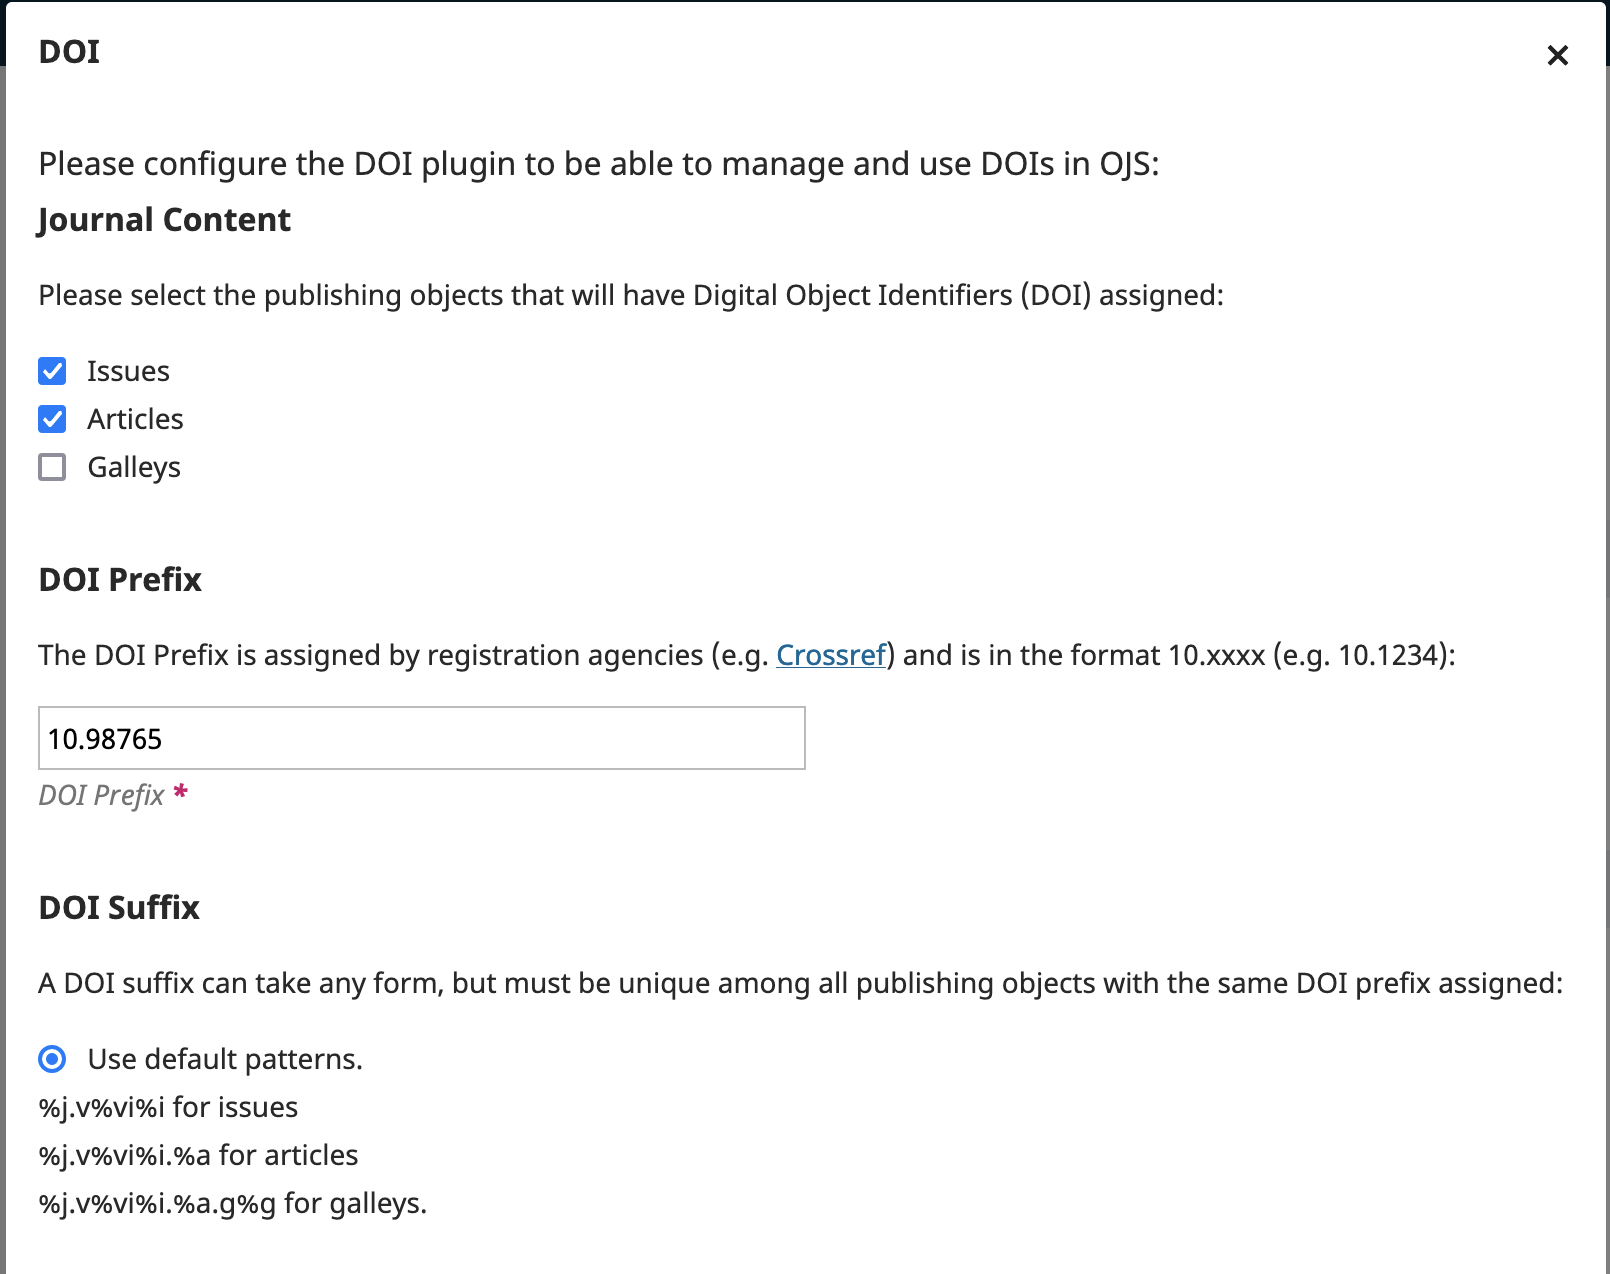 DOI
Please configure the DOI plugin to be able to manage and use DOIs in OJS:
Journal Content
Please select the publishing objects that will have Digital Object Identifiers (DOI) assigned:
Issues
Articles
Galleys
DOI Prefix
The DOI Prefix is assigned by registration agencies (e.g. Crossref) and is in the format 10.xxxx (e.g. 10.1234):
10.98765
DOI Prefix *
DOI Suffix
A DOI suffix can take any form, but must be unique among all publishing objects with the same DOI prefix assigned:
Use default patterns.
%j.v%vi%i for issues
%j.v%vi%i.%a for articles
%j.v%vi%i.%a.g%g for galleys.